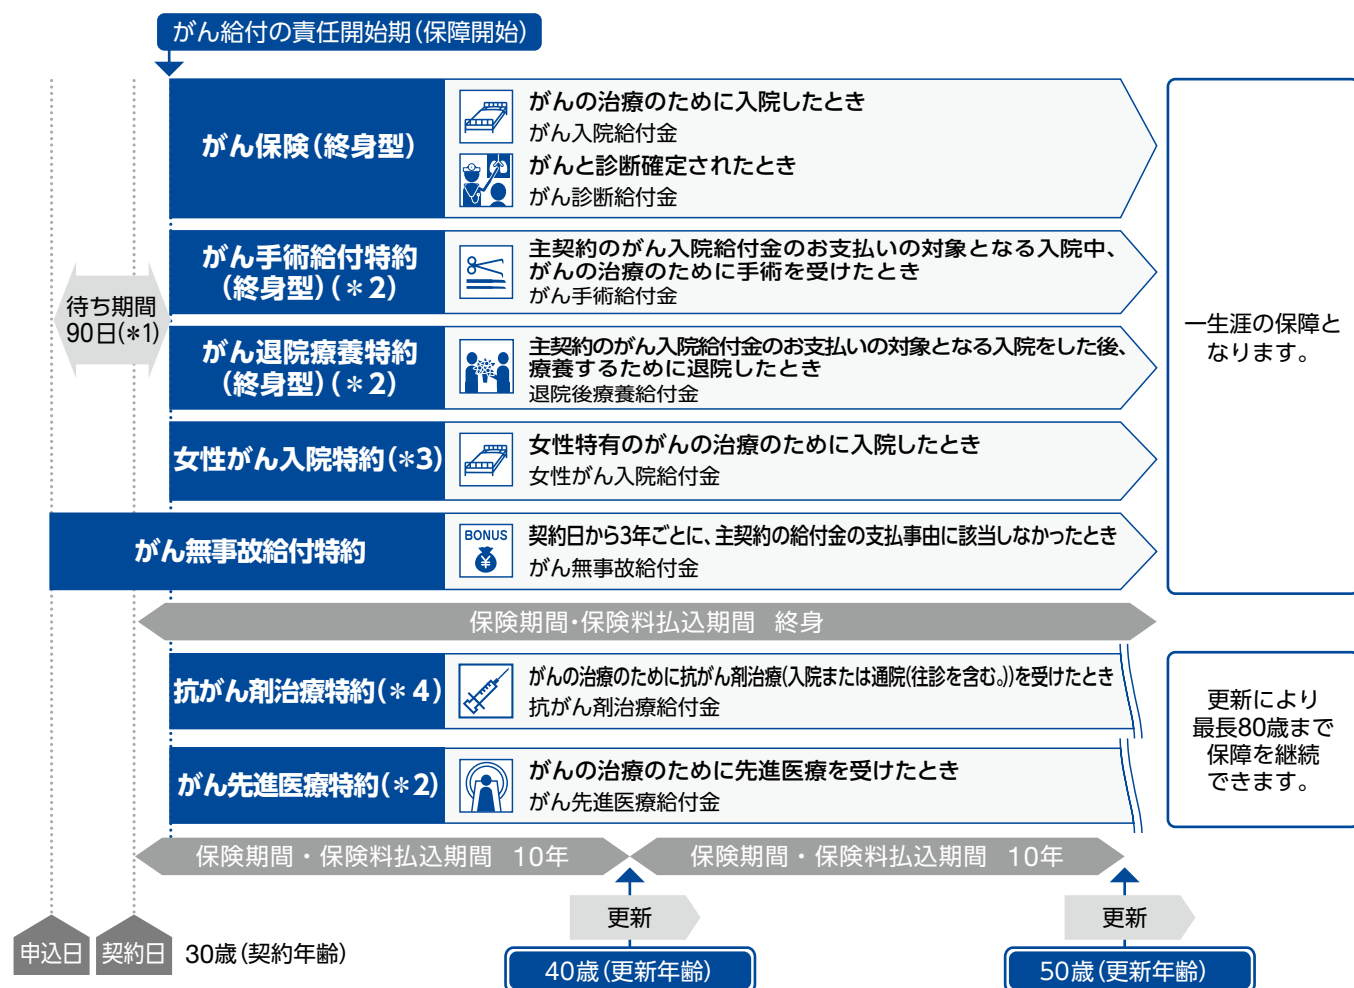 がん給付の責任開始期(保障開始)
がん保険(終身型)
がんの治療のために入院したとき
がん入院給付金
がんと診断確定されたとき
がん診断給付金
がん手術給付特約
(終身型)(*2)
主契約のがん入院給付金のお支払いの対象となる入院中、
がんの治療のために手術を受けたとき
がん手術給付金
待ち期間
90日(*1)
がん退院療養特約
(終身型)(*2)
主契約のがん入院給付金のお支払いの対象となる入院をした後、
療養するために退院したとき
退院後療養給付金
女性がん入院特約(*3)
女性特有のがんの治療のために入院したとき
女性がん入院給付金
がん無事故給付特約
BONUS
¥
契約日から3年ごとに、主契約の給付金の支払事由に該当しなかったとき
がん無事故給付金
一生涯の保障と
なります。
保険期間・保険料払込期間 終身
抗がん剤治療特約(*4)
がんの治療のために抗がん剤治療(入院または通院(往診を含む。))を受けたとき
抗がん剤治療給付金
がん先進医療特約(*2)
がんの治療のために先進医療を受けたとき
がん先進医療給付金
更新により
最長80歳まで
保障を継続
できます。
保険期間・保険料払込期間 10年
保険期間・保険料払込期間 10年
更新
更新
申込日
契約日
30歳(契約年齢)
40歳(更新年齢)
50歳(更新年齢)